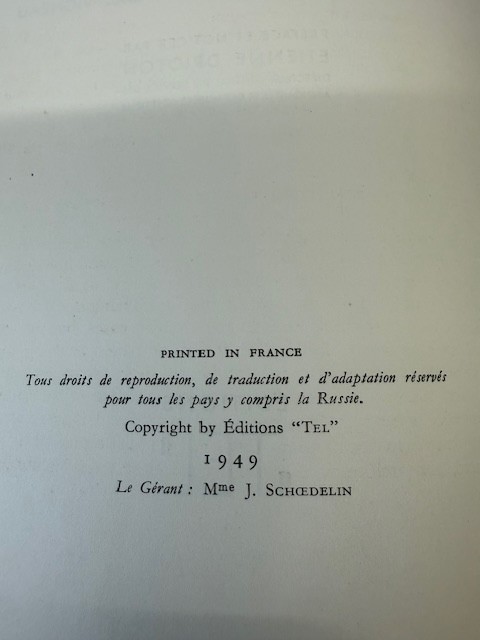 PRINTED IN FRANCE
Tous droits de reproduction, de traduction et d'adaptation réservés
pour tous les pays y compris la Russie.
Copyright by Éditions "TEL"
1949
Le Gérant : Mme J. SCHŒDELIN